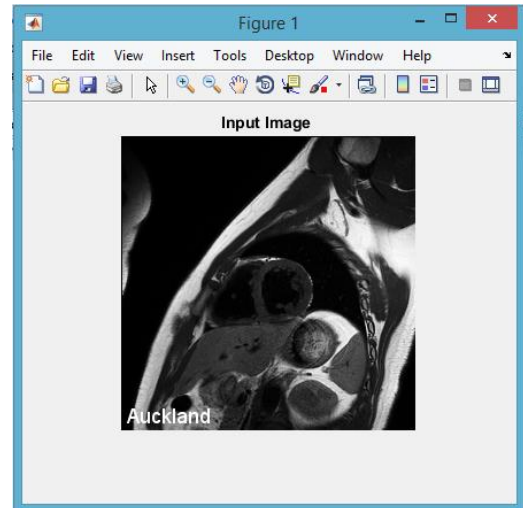 Figure 1
File Edit View Insert Tools Desktop Window Help
Input Image
Auckland